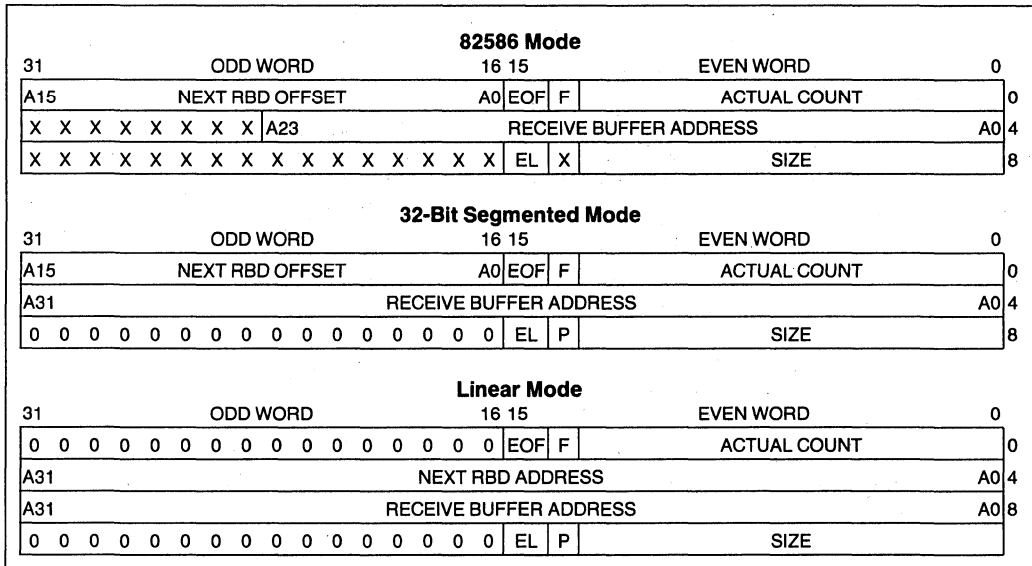 82586 Mode
31 ODD WORD 16 15 EVEN WORD 0
A15 NEXT RBD OFFSET A0 EOF F ACTUAL COUNT 0
X X X X X X X X A23 RECEIVE BUFFER ADDRESS A0 4
X X X X X X X X X X X X X X X X EL X SIZE 8
32-Bit Segmented Mode
31 ODD WORD 16 15 EVEN WORD 0
A15 NEXT RBD OFFSET A0 EOF F ACTUAL COUNT 0
A31 RECEIVE BUFFER ADDRESS A0 4
0 0 0 0 0 0 0 0 0 0 0 0 0 0 0 0 EL P SIZE 8
Linear Mode
31 ODD WORD 16 15 EVEN WORD 0
0 0 0 0 0 0 0 0 0 0 0 0 0 0 0 0 EOF F ACTUAL COUNT 0
A31 NEXT RBD ADDRESS A0 4
A31 RECEIVE BUFFER ADDRESS A0 8
0 0 0 0 0 0 0 0 0 0 0 0 0 0 0 0 EL P SIZE